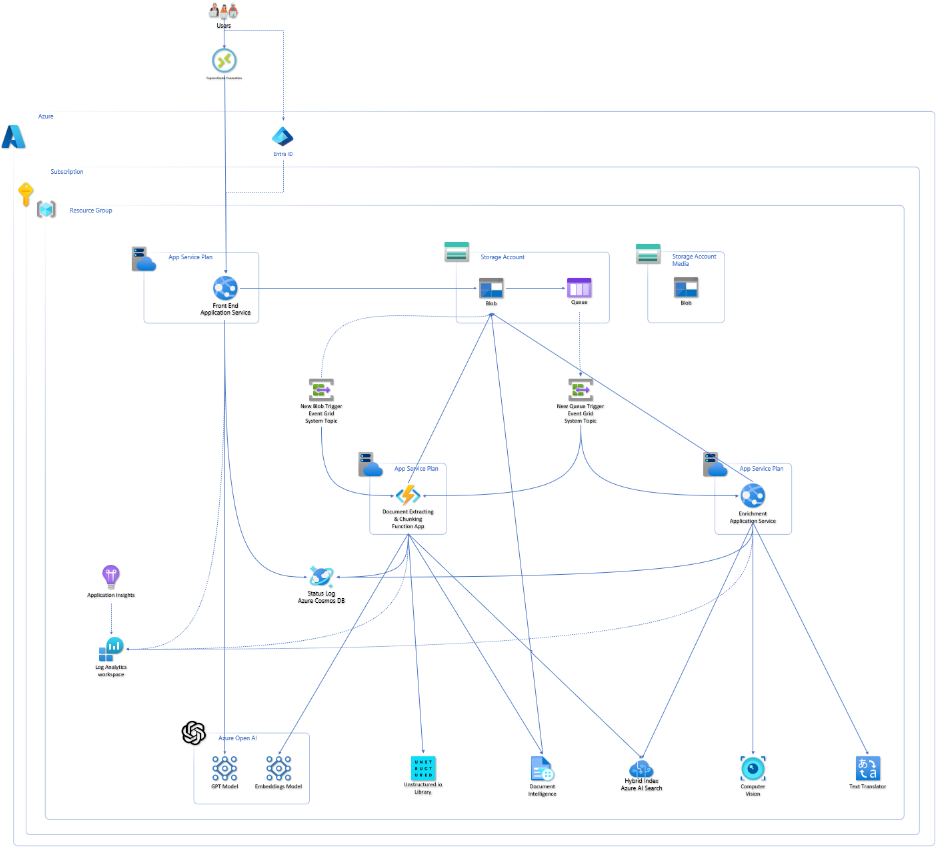 Users
Azure
Entra ID
Subscription
Resource Group
App Service Plan
Storage Account
Storage Account
Media
Front End
Application Service
Blob
Queue
Blob
New Blob Trigger
Event Grid
System Topic
New Queue Trigger
Event Grid
System Topic
App Service Plan
App Service Plan
Document Extracting
& Chunking
Function App
Enrichment
Application Service
Application Insights
Status Log
Azure Cosmos DB
Log Analytics
workspace
Azure Open AI
UNST
RUCT
URED
GPT Model
Embeddings Model
Unstructured.io
Library
Document
Intelligence
Hybrid Index
Azure AI Search
Computer
Vision
Text Translator